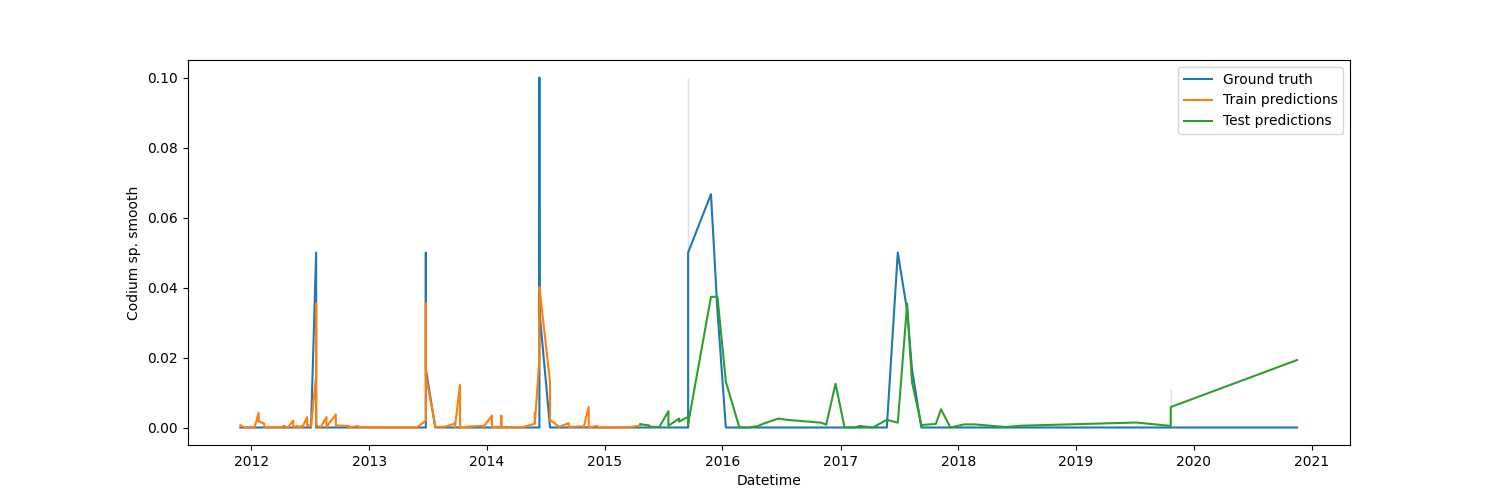 Ground truth
Train predictions
Test predictions
Codium sp. smooth
0.10
0.08
0.06
0.04
0.02
0.00
2012 2013 2014 2015 2016 2017 2018 2019 2020 2021
Datetime